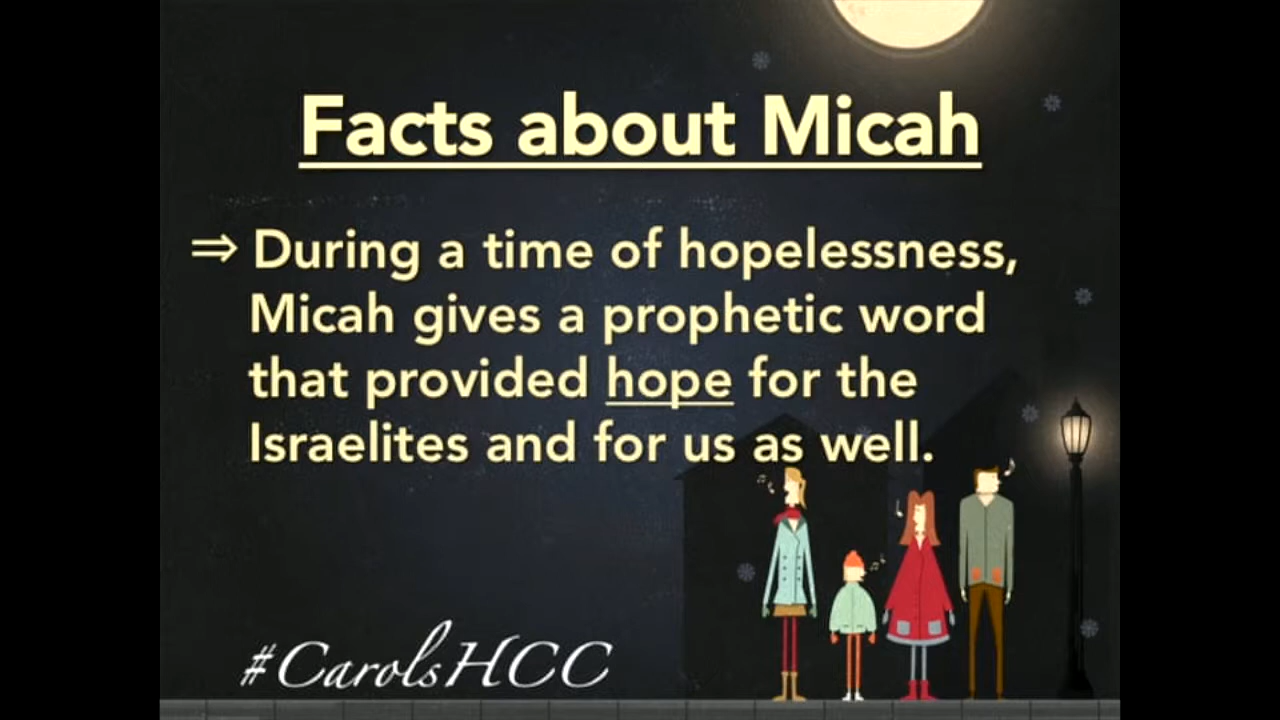 Facts about Micah
⇒ During a time of hopelessness,
Micah gives a prophetic word
that provided hope for the
Israelites and for us as well.
#CarolsHCC